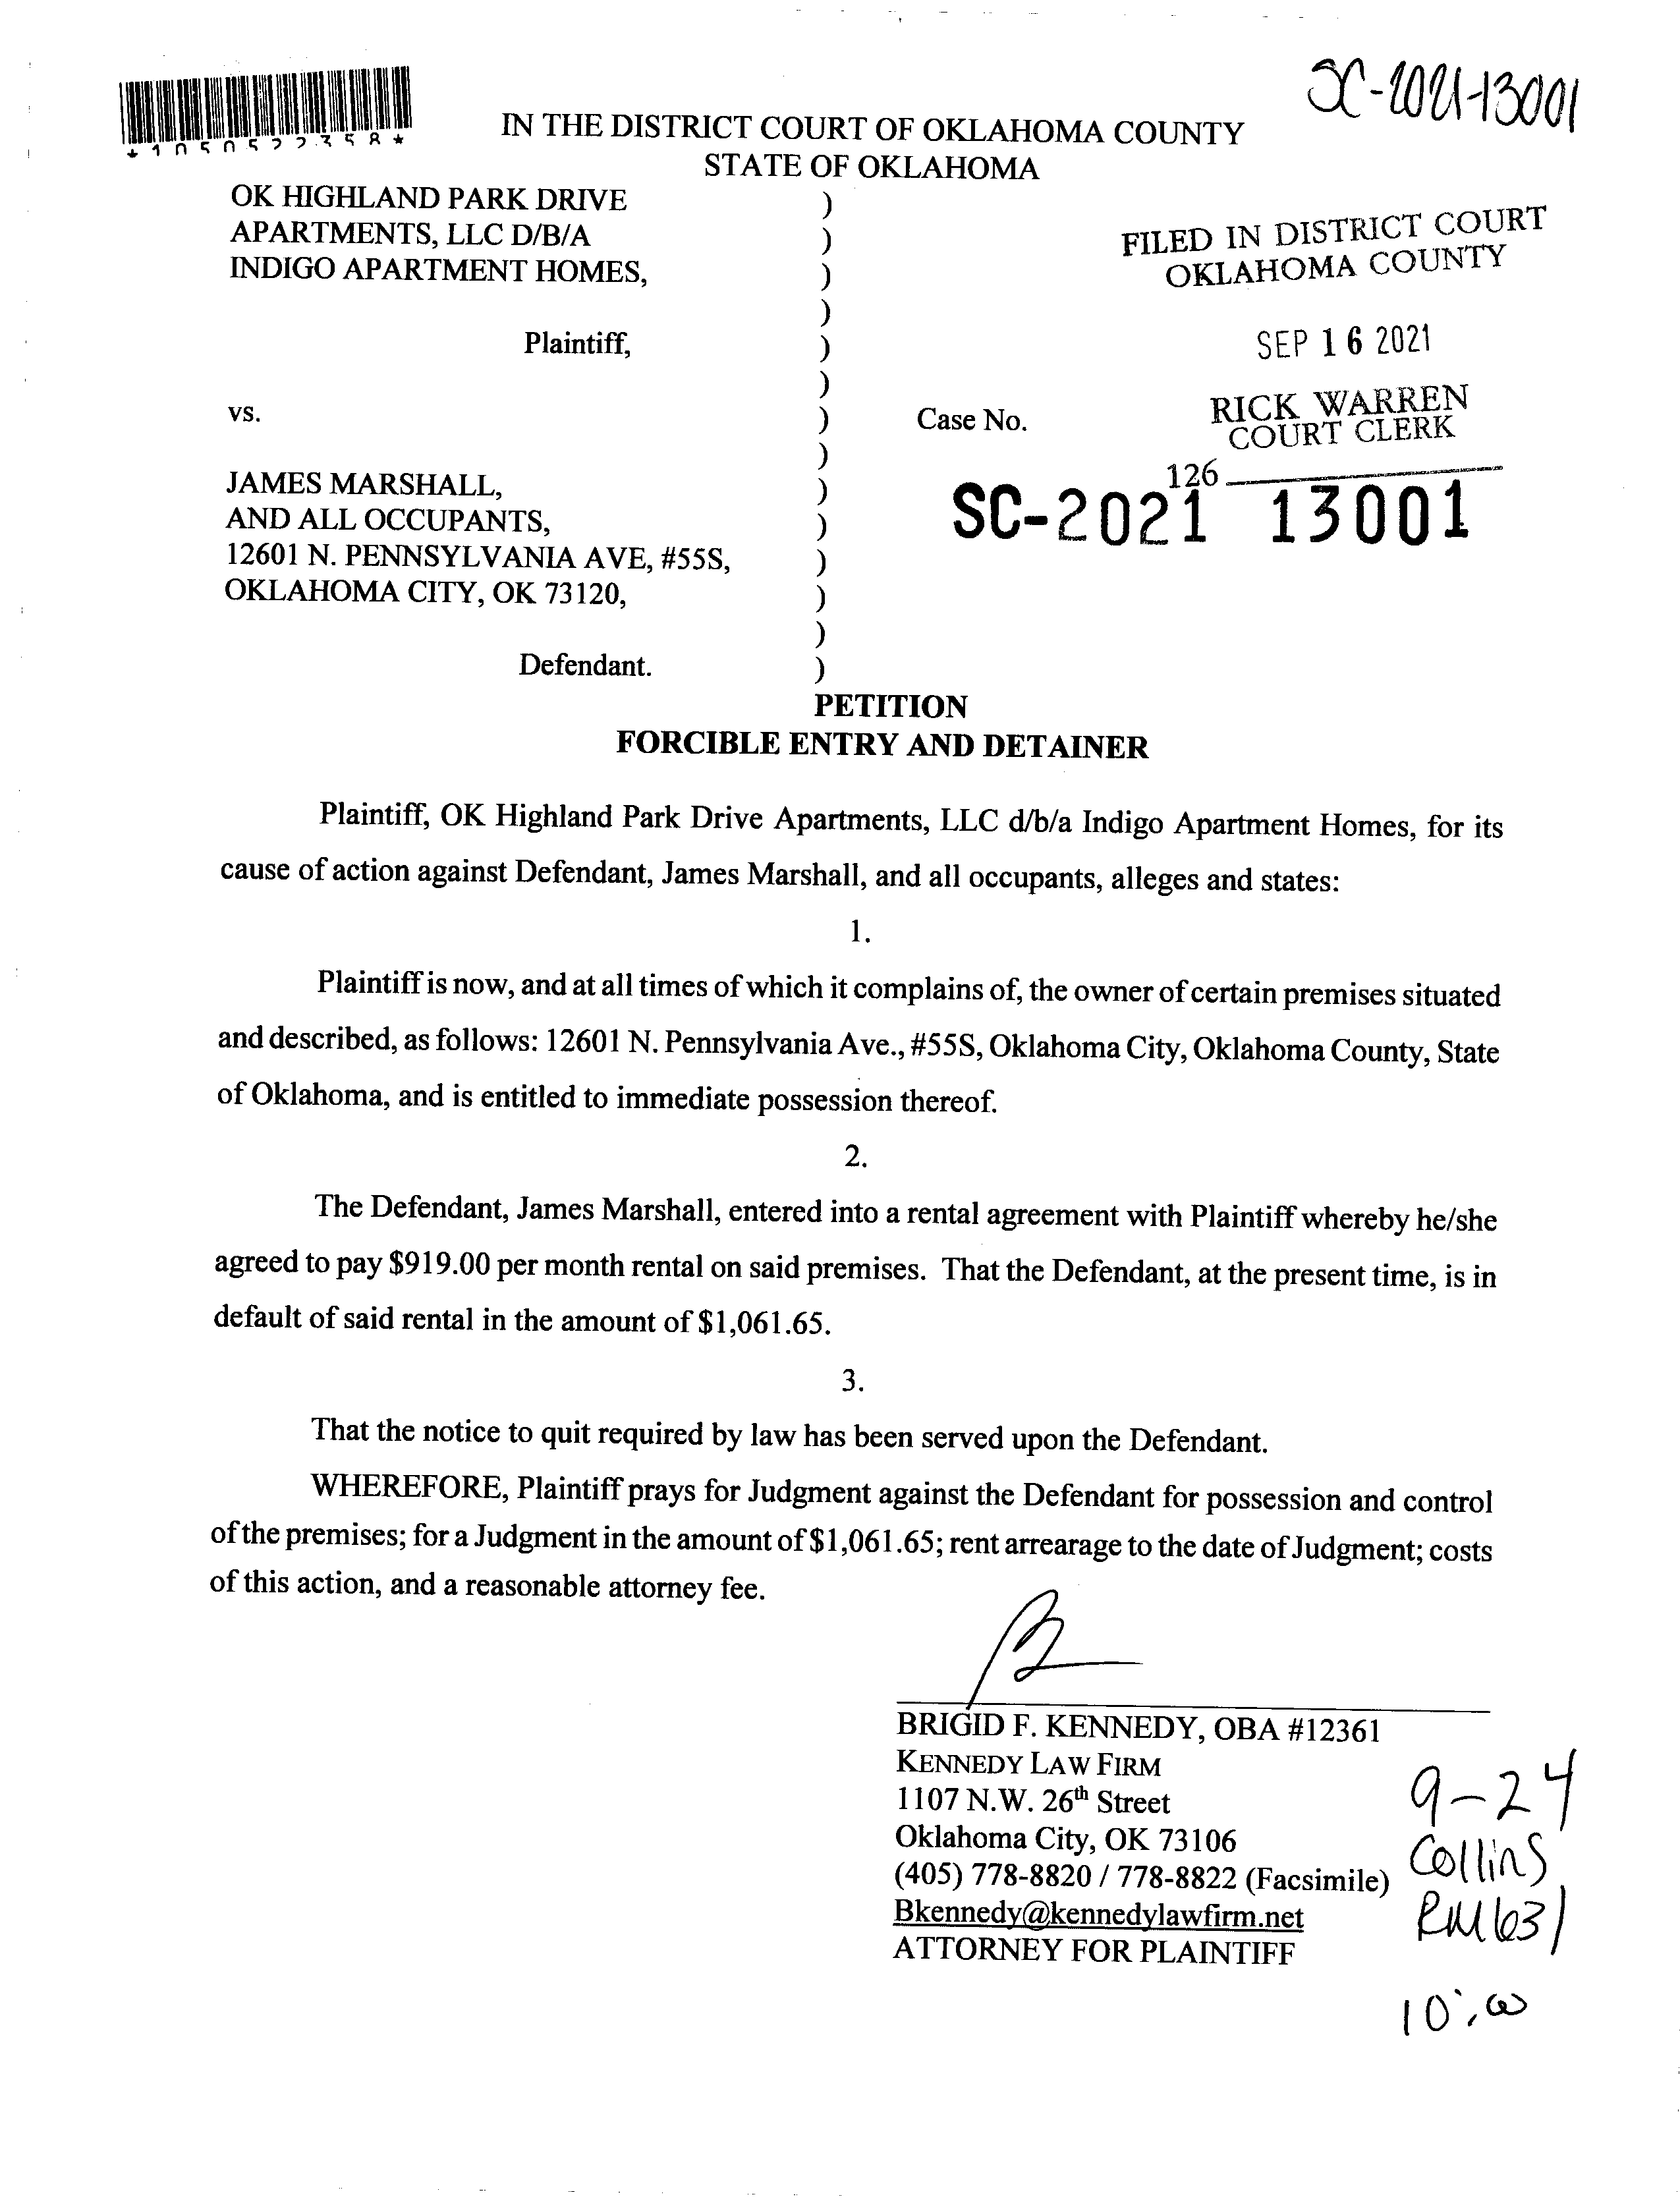 SC-2021-13001
*1050522358*
IN THE DISTRICT COURT OF OKLAHOMA COUNTY
STATE OF OKLAHOMA
OK HIGHLAND PARK DRIVE )
APARTMENTS, LLC D/B/A )
INDIGO APARTMENT HOMES, )
)
Plaintiff, )
)
vs. )
)
JAMES MARSHALL, )
AND ALL OCCUPANTS, )
12601 N. PENNSYLVANIA AVE, #55S, )
OKLAHOMA CITY, OK 73120, )
)
Defendant. )
FILED IN DISTRICT COURT
OKLAHOMA COUNTY
SEP 16 2021
RICK WARREN
COURT CLERK
126
Case No.
SC-2021 13001
PETITION
FORCIBLE ENTRY AND DETAINER
Plaintiff, OK Highland Park Drive Apartments, LLC d/b/a Indigo Apartment Homes, for its
cause of action against Defendant, James Marshall, and all occupants, alleges and states:
1.
Plaintiff is now, and at all times of which it complains of, the owner of certain premises situated
and described, as follows: 12601 N. Pennsylvania Ave., #55S, Oklahoma City, Oklahoma County, State
of Oklahoma, and is entitled to immediate possession thereof.
2.
The Defendant, James Marshall, entered into a rental agreement with Plaintiff whereby he/she
agreed to pay $919.00 per month rental on said premises. That the Defendant, at the present time, is in
default of said rental in the amount of $1,061.65.
3.
That the notice to quit required by law has been served upon the Defendant.
WHEREFORE, Plaintiff prays for Judgment against the Defendant for possession and control
of the premises; for a Judgment in the amount of $1,061.65; rent arrearage to the date of Judgment; costs
of this action, and a reasonable attorney fee.
BRIGID F. KENNEDY, OBA #12361
KENNEDY LAW FIRM
1107 N.W. 26th Street
Oklahoma City, OK 73106
(405) 778-8820 / 778-8822 (Facsimile)
Bkennedy@kennedylawfirm.net
ATTORNEY FOR PLAINTIFF
9-24
Collins
RM 631
10:00